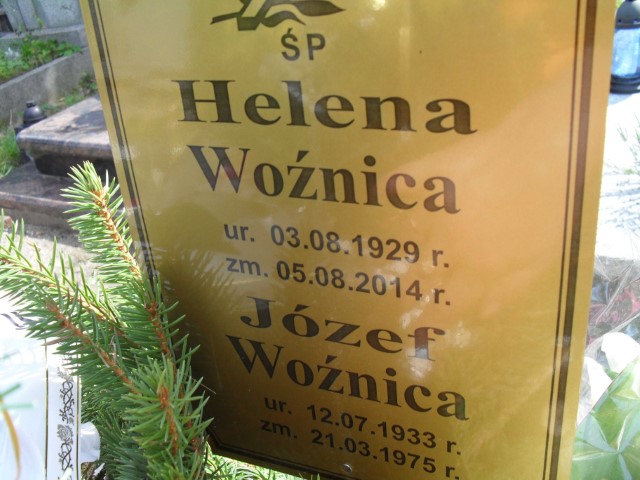 ŚP
Helena
Woźnica
ur. 03.08.1929 r.
zm. 05.08.2014 r.
Józef
Woźnica
ur. 12.07.1933 r.
zm. 21.03.1975 r.